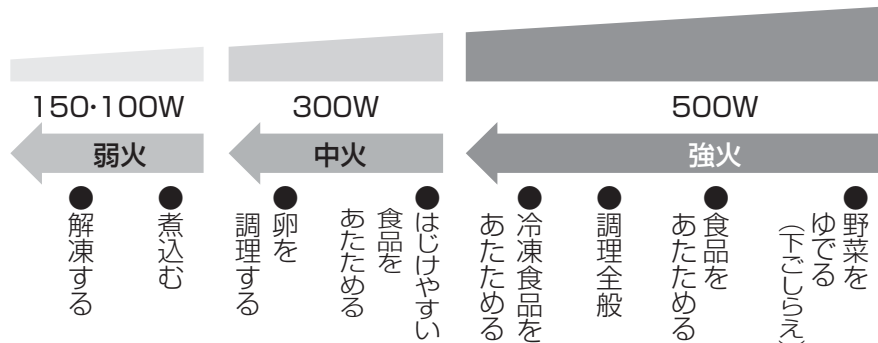 150・100W
300W
500W
弱火
中火
強火
●解凍する
●煮込む
●卵を
調理する
●はじけやすい
食品を
あたためる
●冷凍食品を
あたためる
●調理全般
●食品を
あたためる
●野菜を
ゆでる
(下ごしらえ)